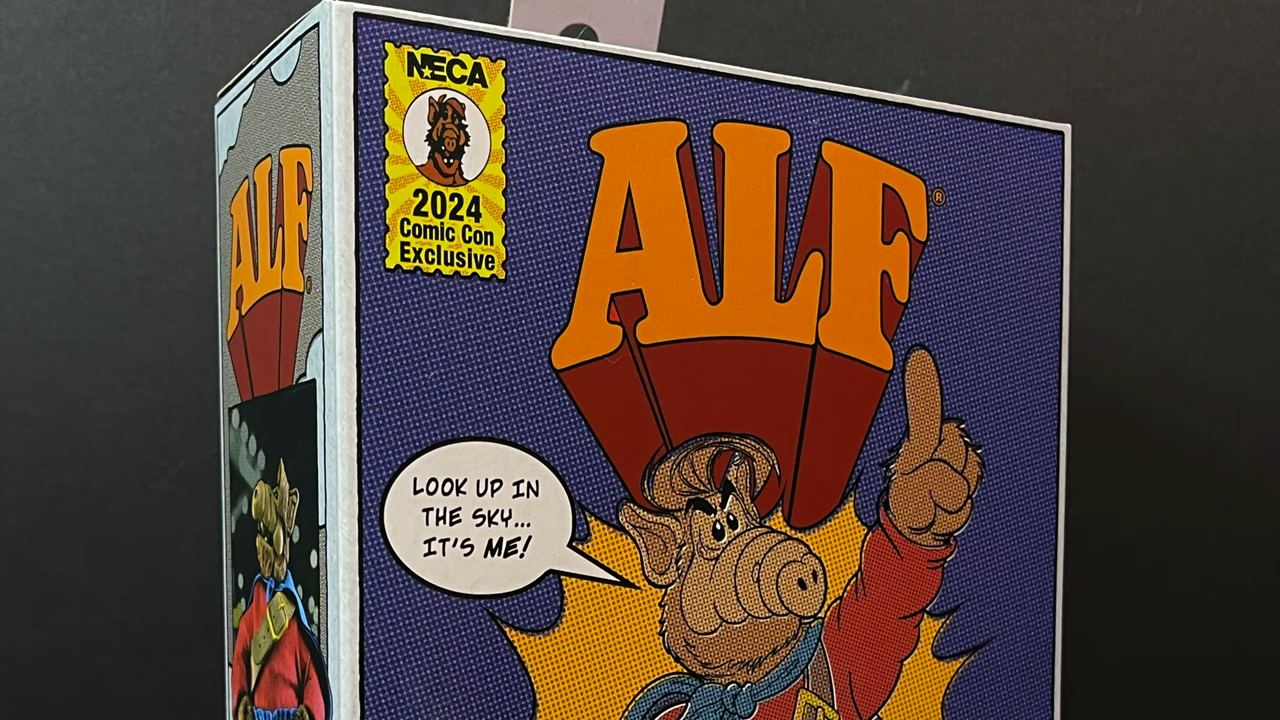 NECA
2024
Comic Con
Exclusive
ALF®
ALF®
LOOK UP IN
THE SKY...
IT'S ME!